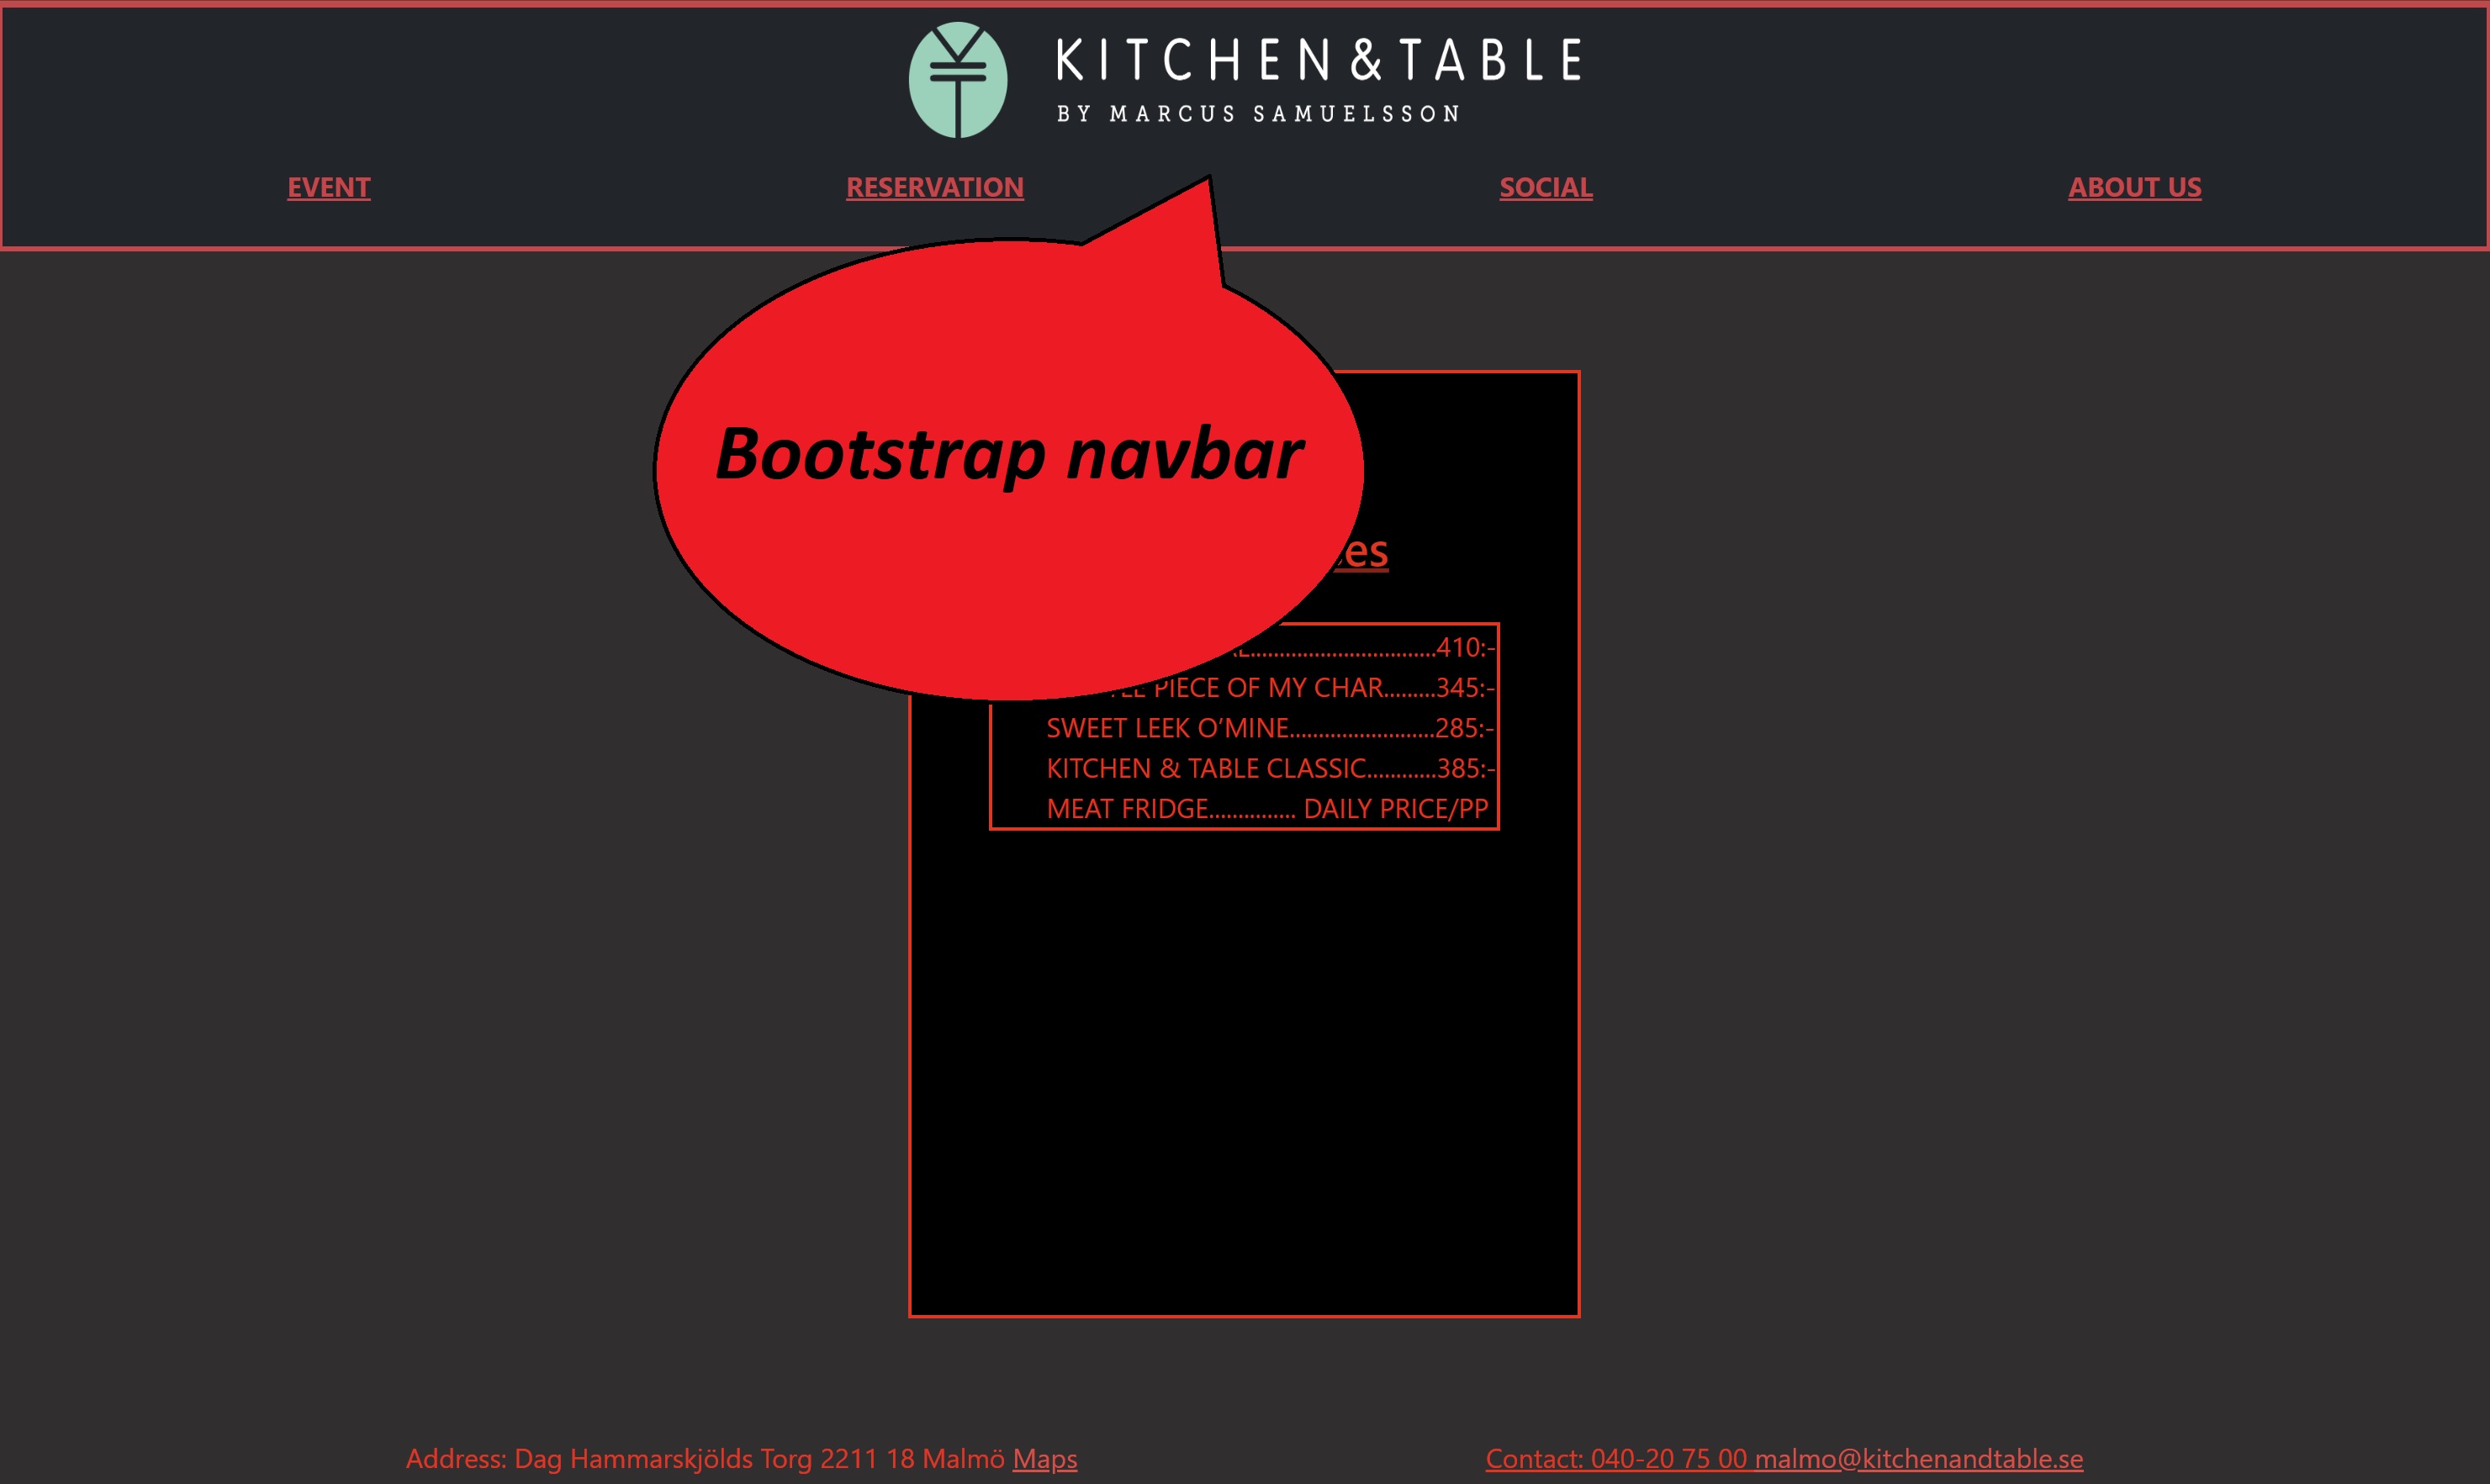 KITCHEN&TABLE
BY MARCUS SAMUELSSON
EVENT RESERVATION SOCIAL ABOUT US
Bootstrap navbar
410:-
PIECE OF MY CHAR.........345:-
SWEET LEEK O’MINE.........................285:-
KITCHEN & TABLE CLASSIC............385:-
MEAT FRIDGE............... DAILY PRICE/PP
Address: Dag Hammarskjölds Torg 2211 18 Malmö Maps
Contact: 040-20 75 00 malmo@kitchenandtable.se